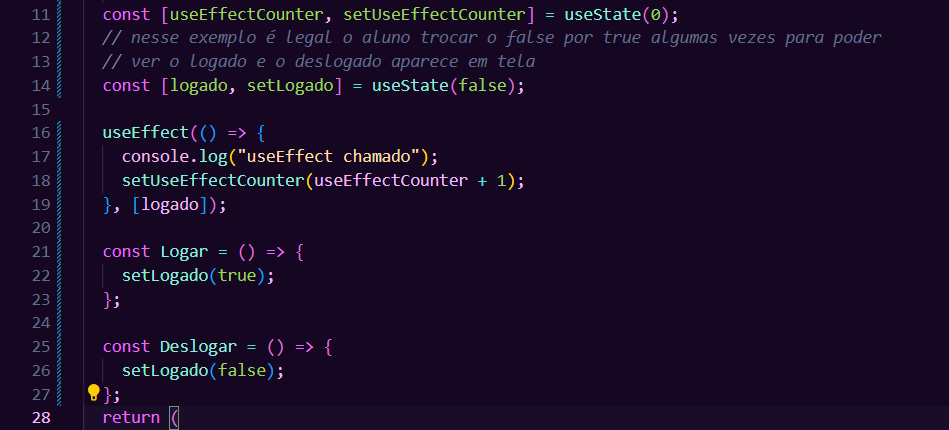 11 const [useEffectCounter, setUseEffectCounter] = useState(0);
12 // nesse exemplo é legal o aluno trocar o false por true algumas vezes para poder
13 // ver o logado e o deslogado aparece em tela
14 const [logado, setLogado] = useState(false);
15
16 useEffect(() => {
17 console.log("useEffect chamado");
18 setUseEffectCounter(useEffectCounter + 1);
19 }, [logado]);
20
21 const Logar = () => {
22 setLogado(true);
23 };
24
25 const Deslogar = () => {
26 setLogado(false);
27 };
28 return (